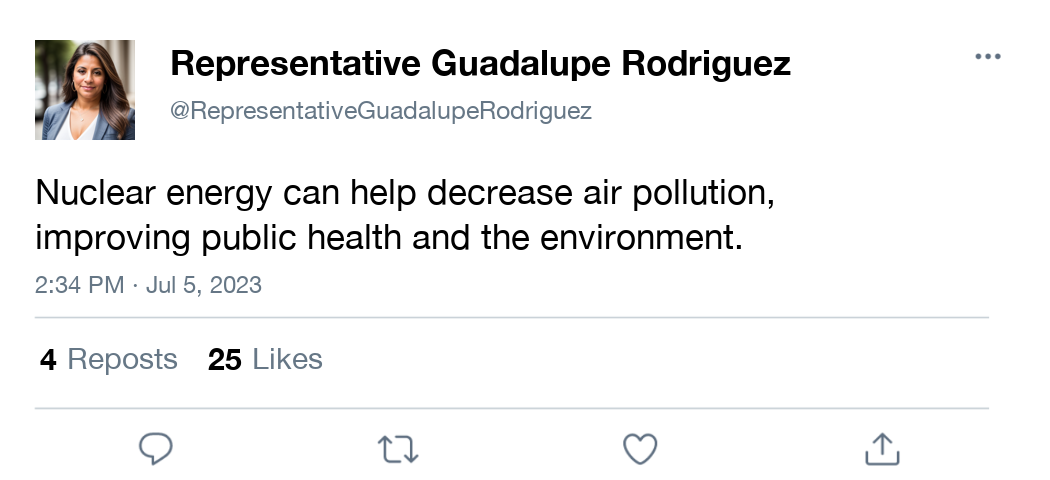 Representative Guadalupe Rodriguez
@RepresentativeGuadalupeRodriguez
Nuclear energy can help decrease air pollution,
improving public health and the environment.
2:34 PM · Jul 5, 2023
4 Reposts 25 Likes